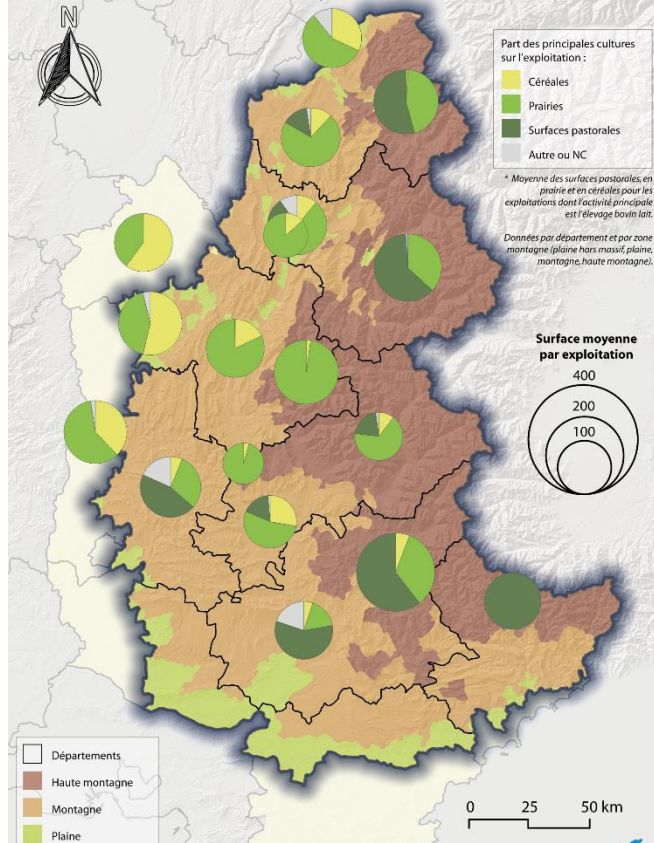 N
Part des principales cultures
sur l'exploitation :
Céréales
Prairies
Surfaces pastorales
Autre ou NC
* Moyenne des surfaces pastorales, en
prairie et en céréales pour les
exploitations dont l'activité principale
est l'élevage bovin lait.
Données par département et par zone
montagne (plaine hors massif, plaine,
montagne, haute montagne).
Surface moyenne
par exploitation
400
200
100
Départements
Haute montagne
Montagne
Plaine
0 25 50 km